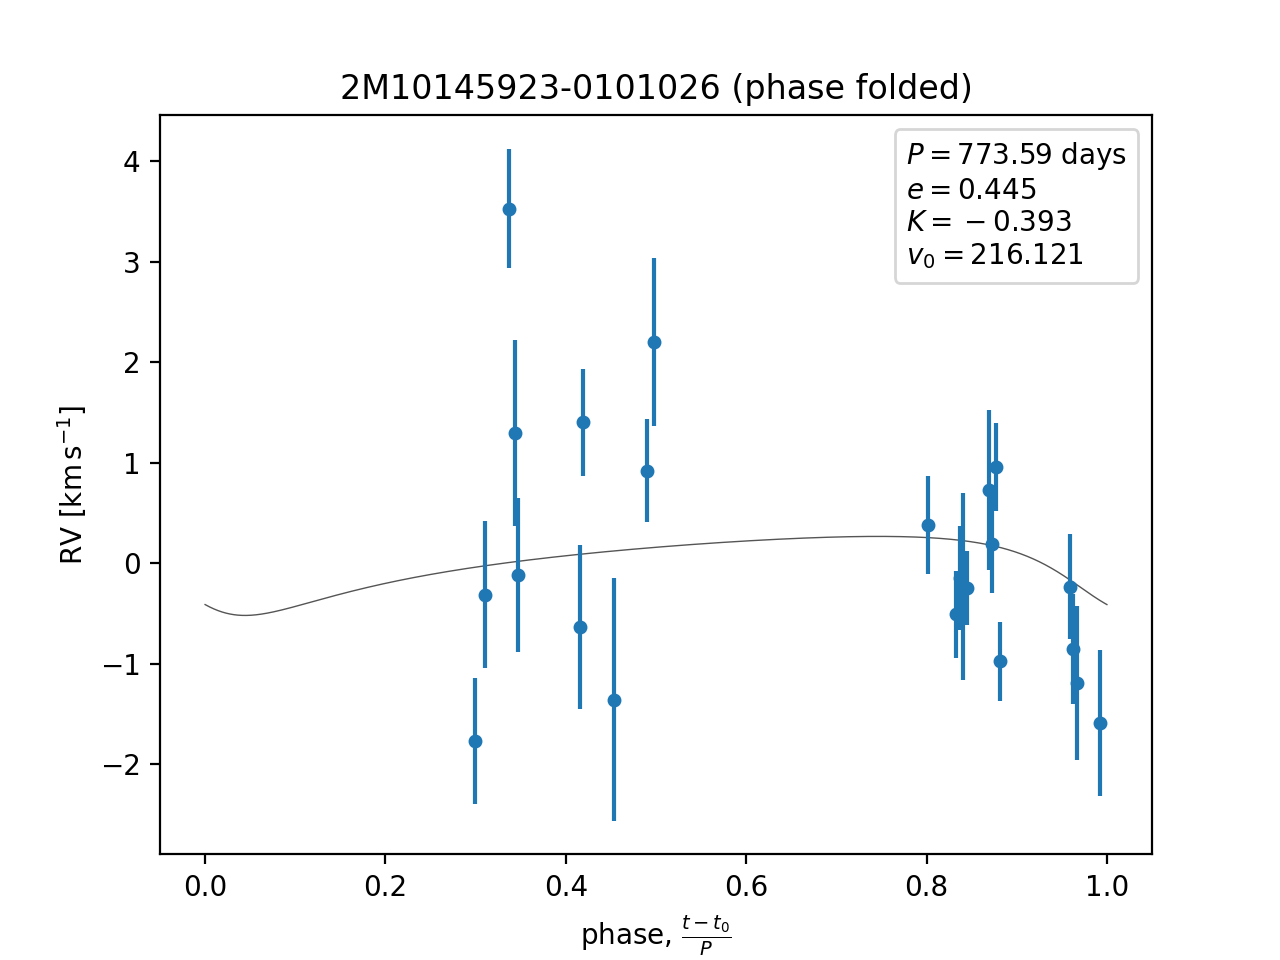 2M10145923-0101026 (phase folded)
P = 773.59 days
e = 0.445
K = −0.393
v₀ = 216.121
4
3
2
1
0
−1
−2
RV [km s⁻¹]
0.0 0.2 0.4 0.6 0.8 1.0
phase, (t − t₀)/P